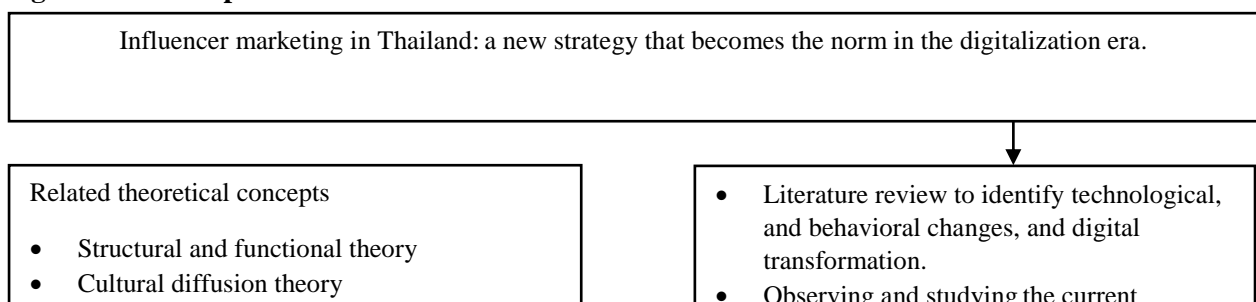 Influencer marketing in Thailand: a new strategy that becomes the norm in the digitalization era.
Related theoretical concepts
• Structural and functional theory
• Cultural diffusion theory
• Literature review to identify technological,
and behavioral changes, and digital
transformation.
• Observing and studying the current